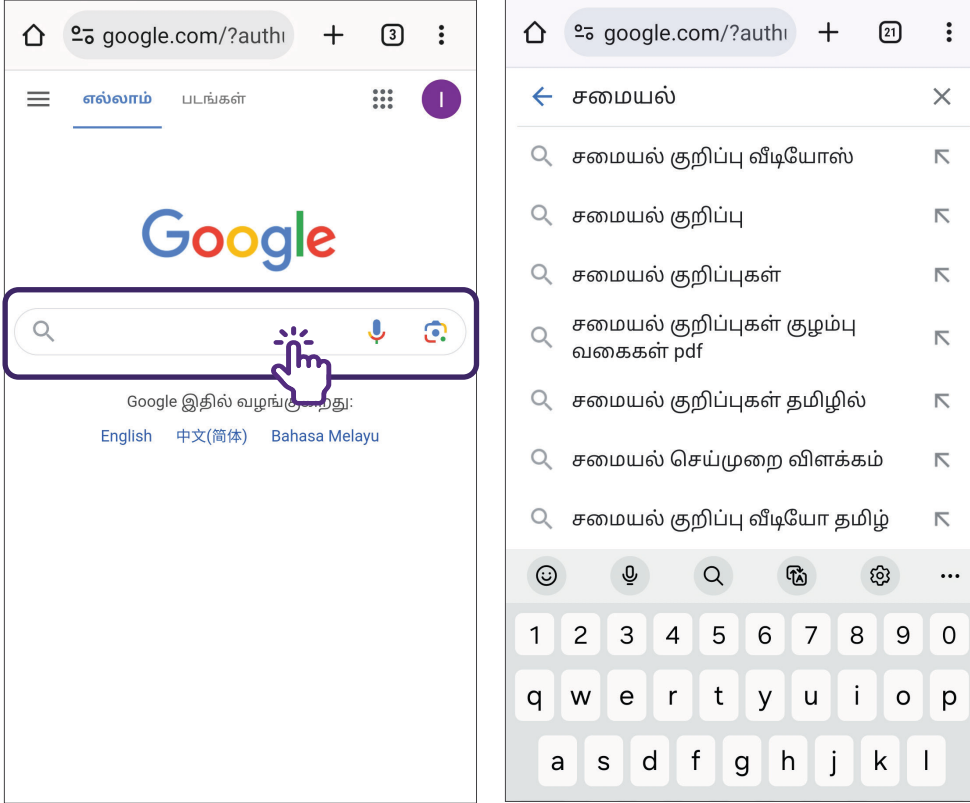 google.com/?authu
3
எல்லாம் படங்கள்
I
Google
Google இதில் வழங்குகிறது:
English 中文(简体) Bahasa Melayu
google.com/?authu
21
சமையல்
சமையல் குறிப்பு வீடியோஸ்
சமையல் குறிப்பு
சமையல் குறிப்புகள்
சமையல் குறிப்புகள் குழம்பு
வகைகள் pdf
சமையல் குறிப்புகள் தமிழில்
சமையல் செய்முறை விளக்கம்
சமையல் குறிப்பு வீடியோ தமிழ்
1 2 3 4 5 6 7 8 9 0
q w e r t y u i o p
a s d f g h j k l